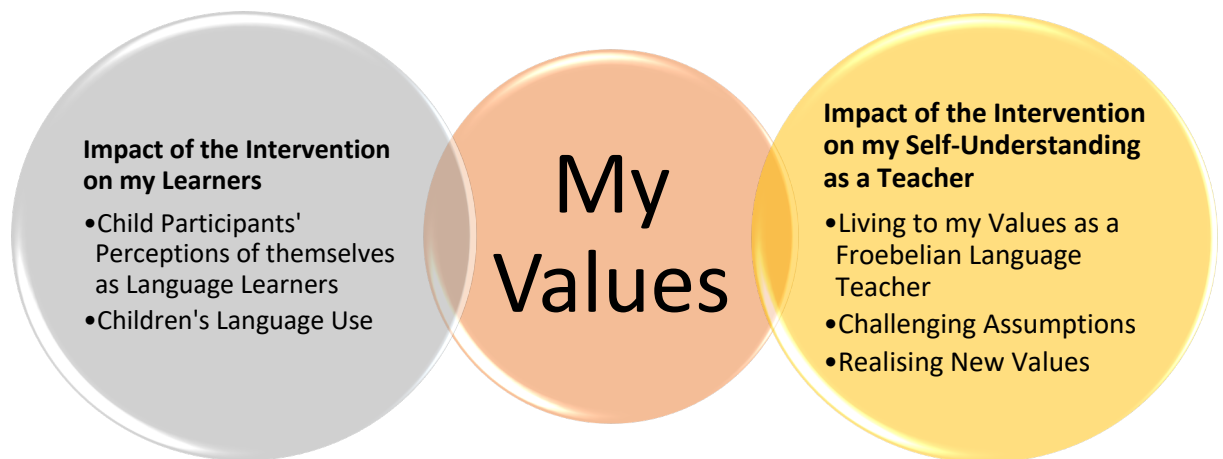 Impact of the Intervention
on my Learners
•Child Participants'
Perceptions of themselves
as Language Learners
•Children's Language Use
My
Values
Impact of the Intervention
on my Self-Understanding
as a Teacher
•Living to my Values as a
Froebelian Language
Teacher
•Challenging Assumptions
•Realising New Values